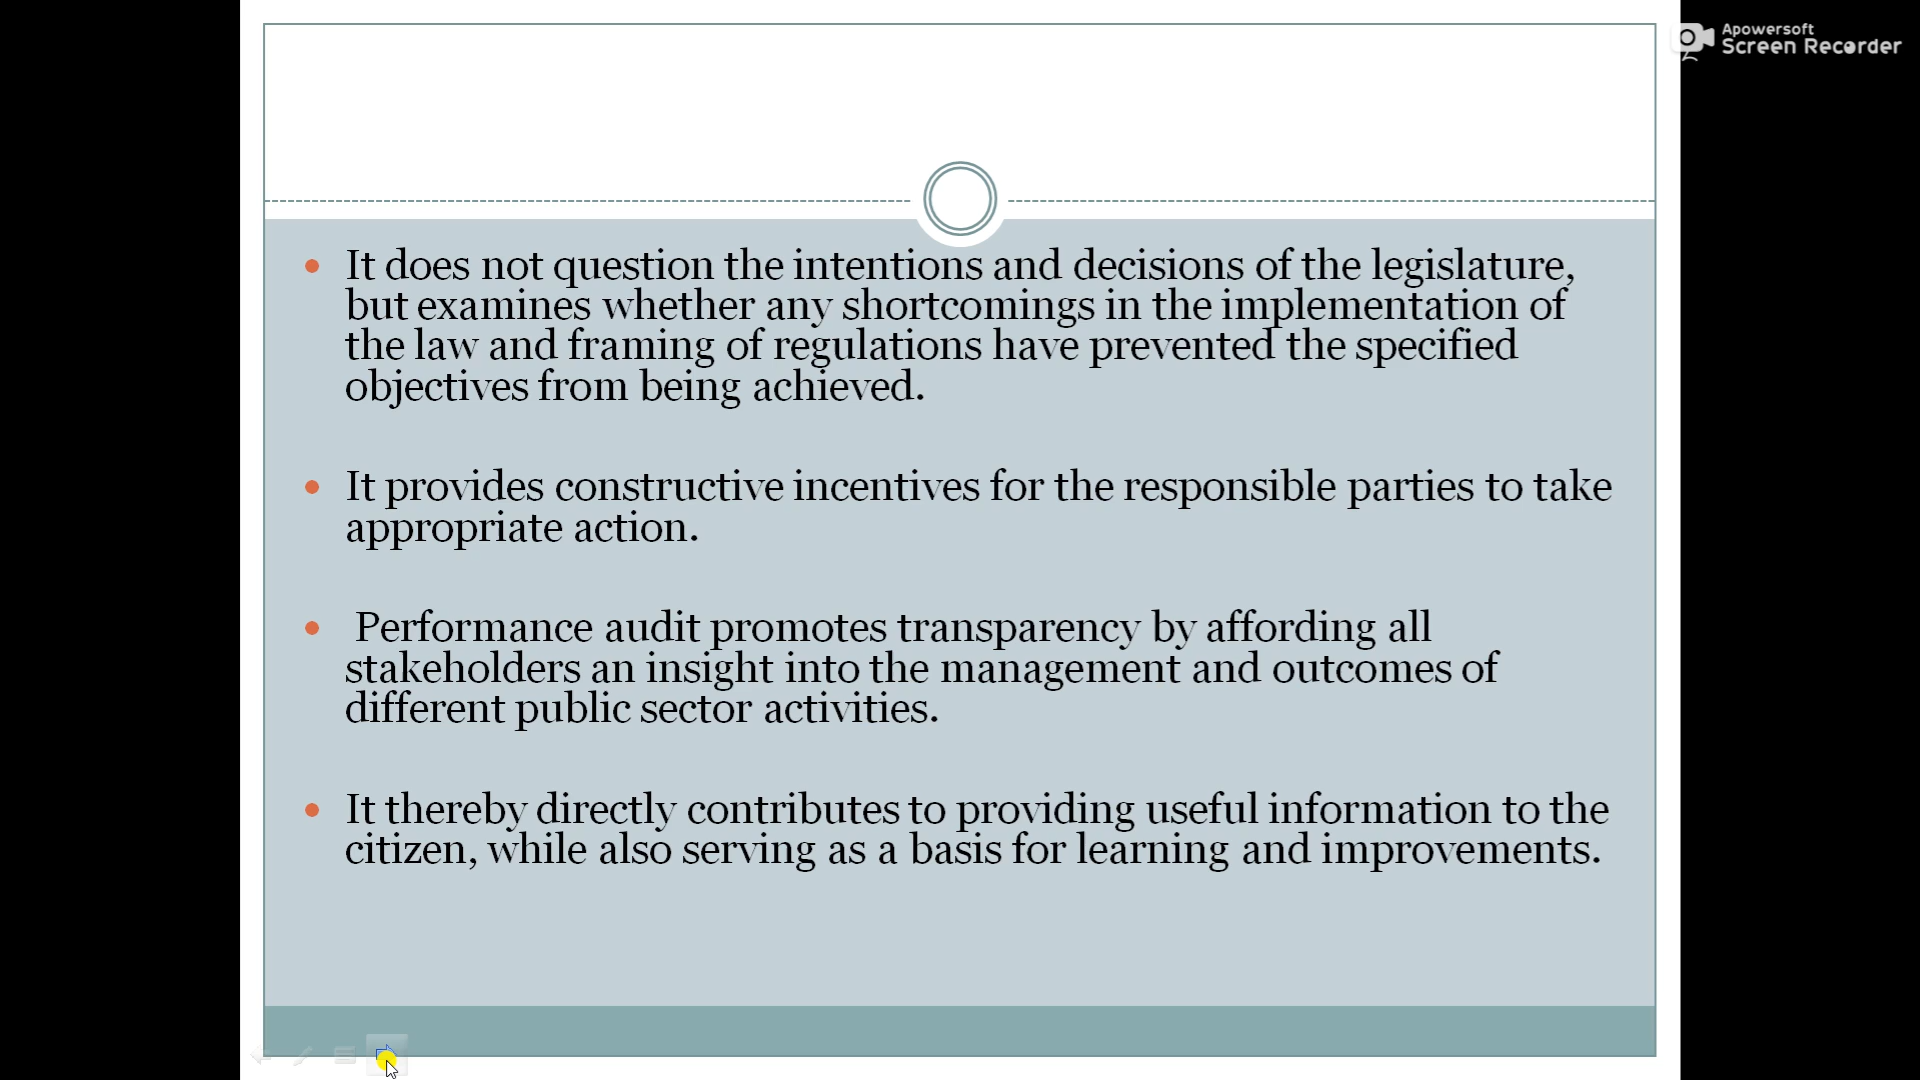 Apowersoft
Screen Recorder
It does not question the intentions and decisions of the legislature,
but examines whether any shortcomings in the implementation of
the law and framing of regulations have prevented the specified
objectives from being achieved.
It provides constructive incentives for the responsible parties to take
appropriate action.
Performance audit promotes transparency by affording all
stakeholders an insight into the management and outcomes of
different public sector activities.
It thereby directly contributes to providing useful information to the
citizen, while also serving as a basis for learning and improvements.